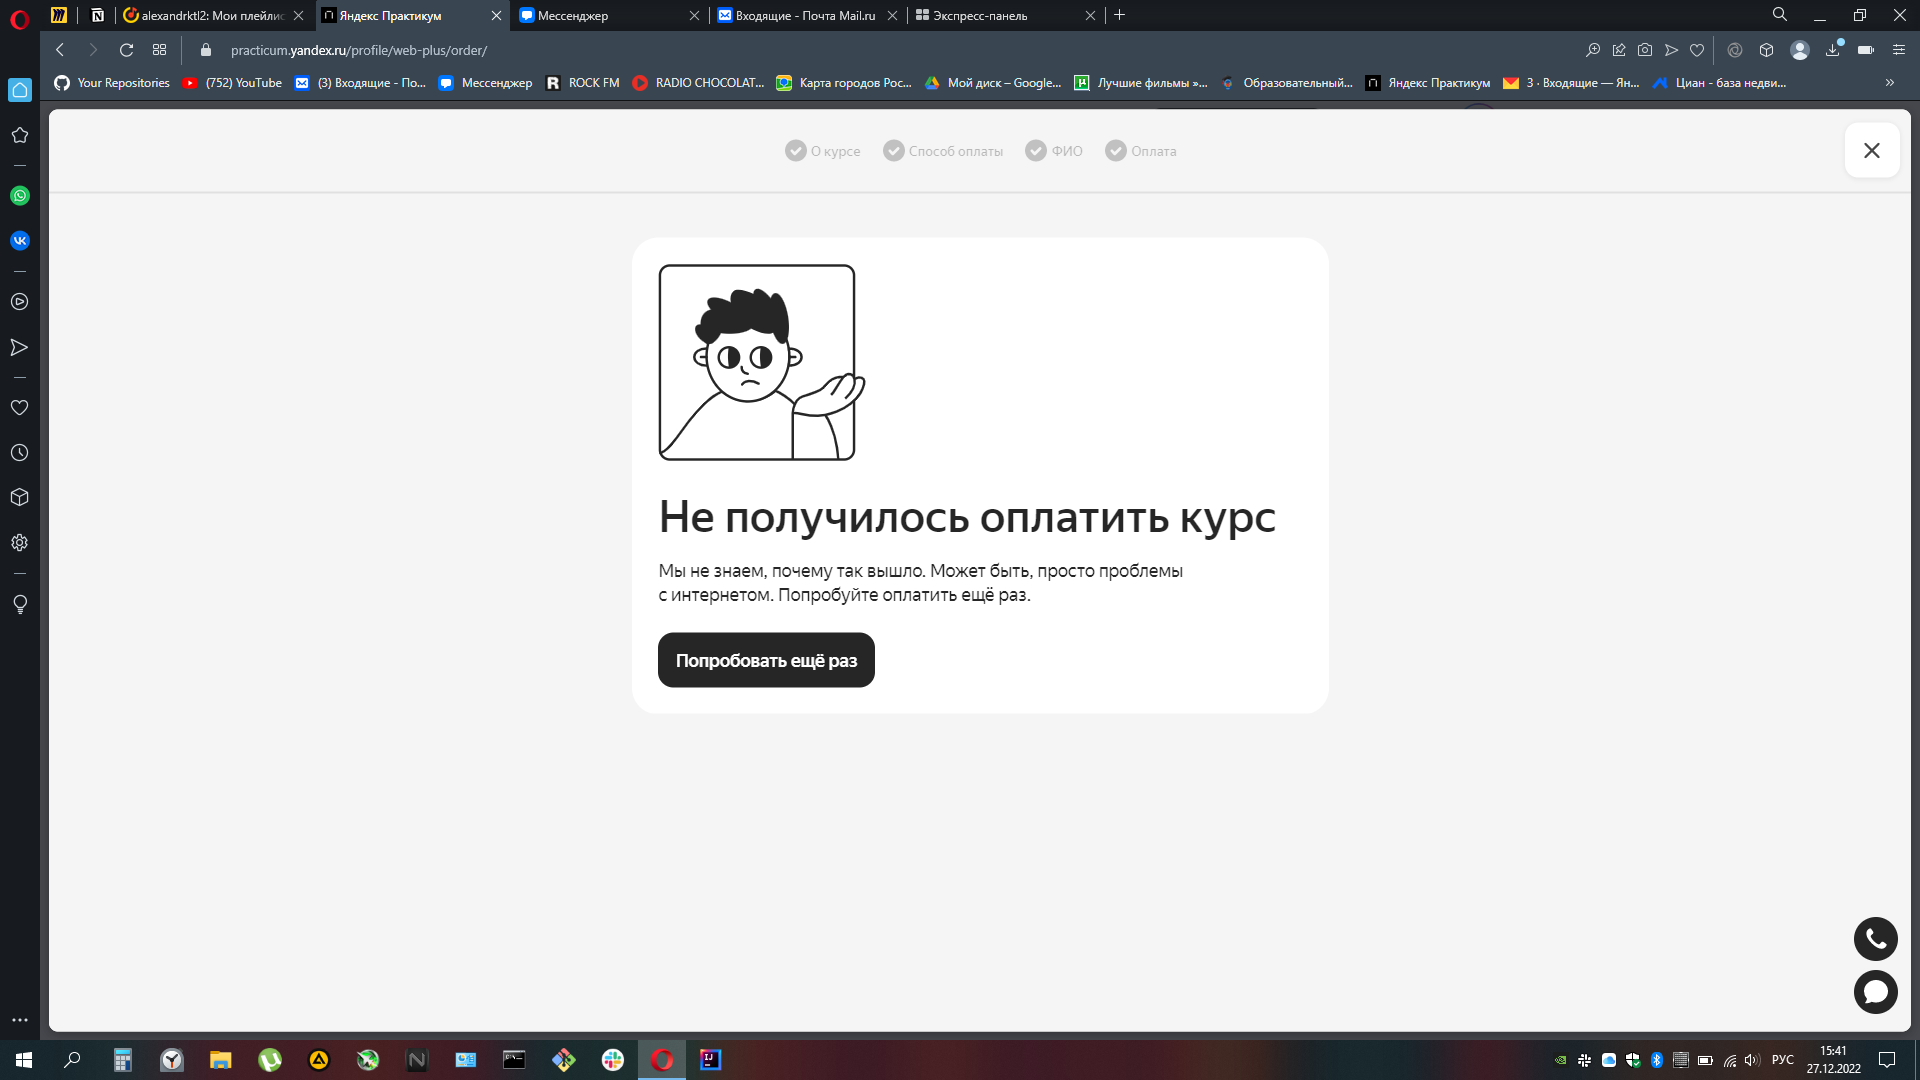 alexandrktl2: Мои плейлис
Яндекс Практикум
Мессенджер
Входящие - Почта Mail.ru
Экспресс-панель
practicum.yandex.ru/profile/web-plus/order/
Your Repositories
(752) YouTube
(3) Входящие - По...
Мессенджер
ROCK FM
RADIO CHOCOLAT...
Карта городов Рос...
Мой диск – Google...
Лучшие фильмы »...
Образовательный...
Яндекс Практикум
3 · Входящие — Ян...
Циан - база недви...
О курсе
Способ оплаты
ФИО
Оплата
Не получилось оплатить курс
Мы не знаем, почему так вышло. Может быть, просто проблемы
с интернетом. Попробуйте оплатить ещё раз.
Попробовать ещё раз
РУС
15:41
27.12.2022